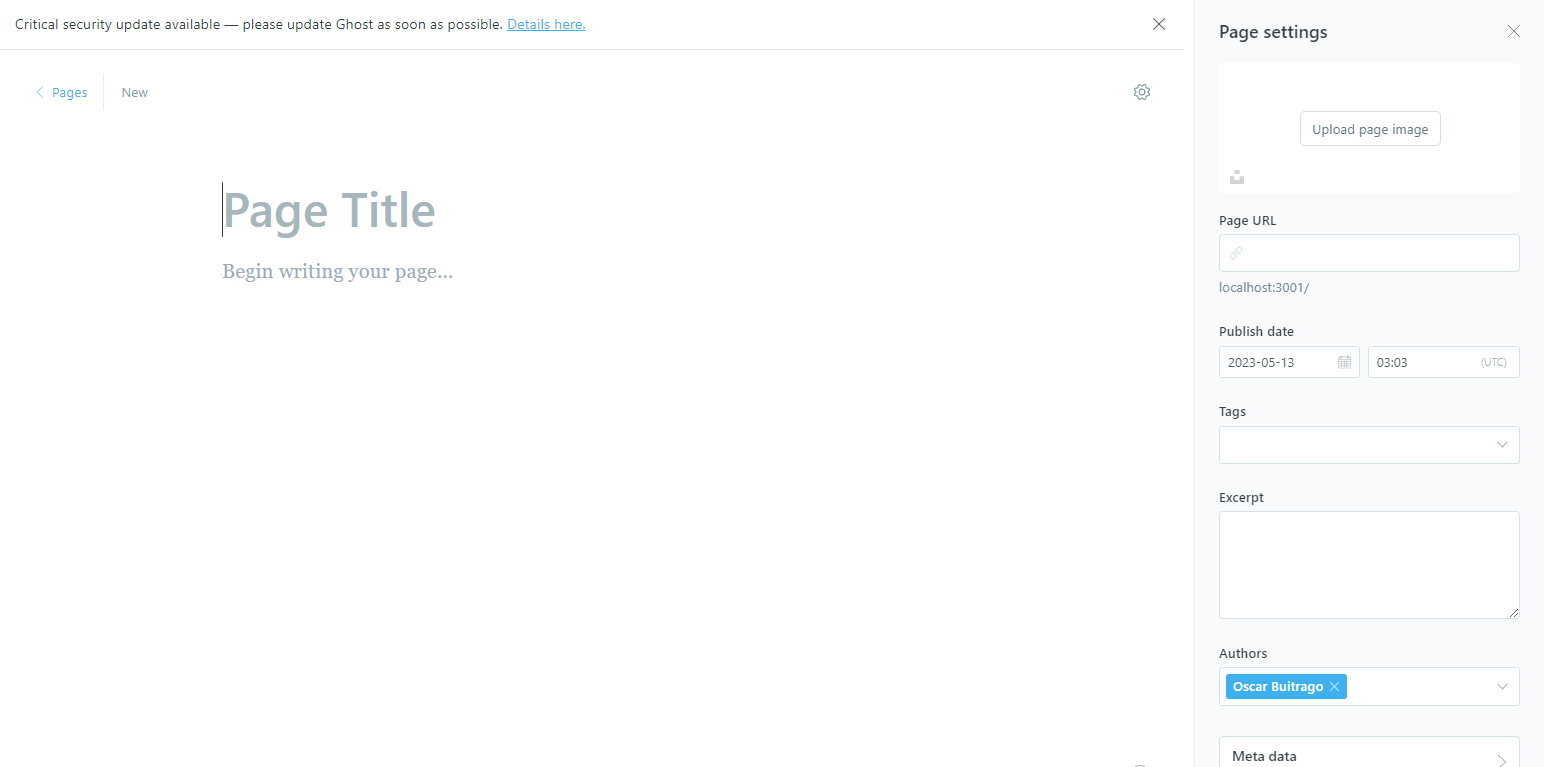 Critical security update available — please update Ghost as soon as possible. Details here.
Pages
New
Page Title
Begin writing your page...
Page settings
Upload page image
Page URL
localhost:3001/
Publish date
2023-05-13
03:03
(UTC)
Tags
Excerpt
Authors
Oscar Buitrago
Meta data